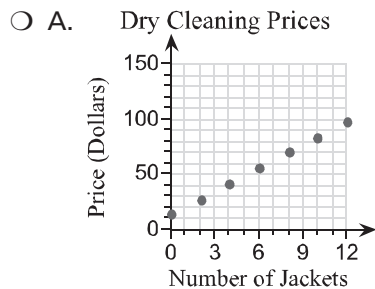 A. Dry Cleaning Prices
150
100
50
0
Price (Dollars)
0 3 6 9 12
Number of Jackets